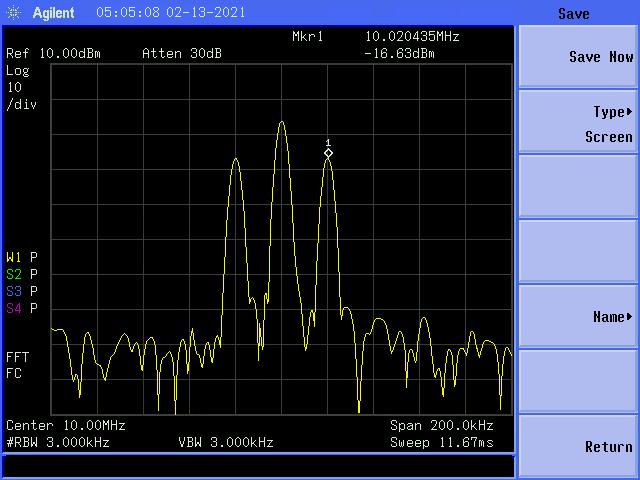 Agilent 05:05:08 02-13-2021 Save
Mkr1 10.020435MHz
Ref 10.00dBm Atten 30dB -16.63dBm
Save Now
Log
10
/div
Type
Screen
1
W1 P
S2 P
S3 P
S4 P
Name
FFT
FC
Center 10.00MHz Span 200.0kHz
#RBW 3.000kHz VBW 3.000kHz Sweep 11.67ms
Return